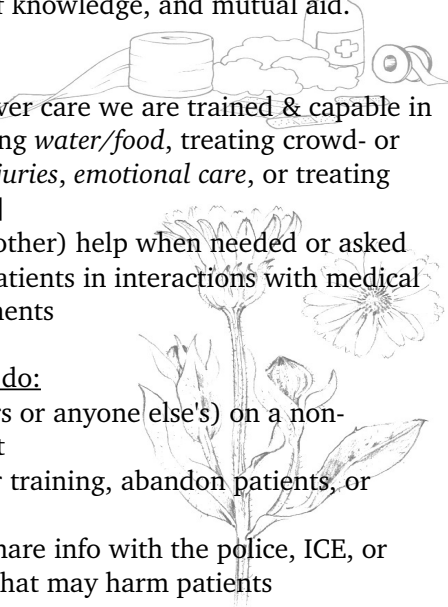 f knowledge, and mutual aid.
ver care we are trained & capable in
ng water/food, treating crowd- or
juries, emotional care, or treating
]
other) help when needed or asked
atients in interactions with medical
nents
do:
rs or anyone else's) on a non-
t
r training, abandon patients, or
hare info with the police, ICE, or
hat may harm patients